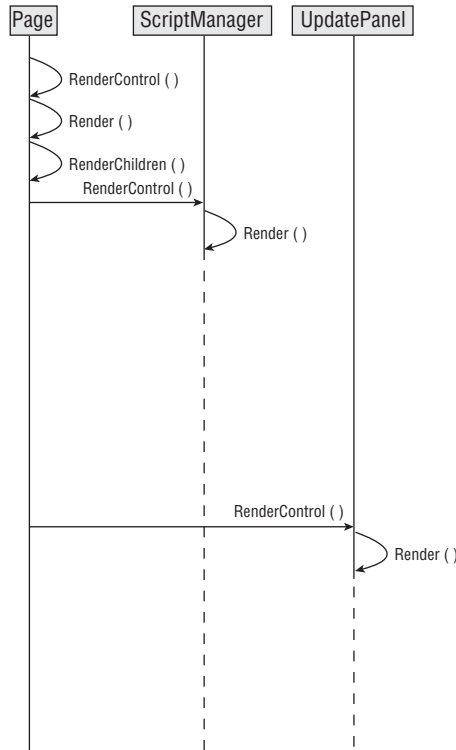 Page ScriptManager UpdatePanel
RenderControl ( )
Render ( )
RenderChildren ( )
RenderControl ( )
Render ( )
RenderControl ( )
Render ( )